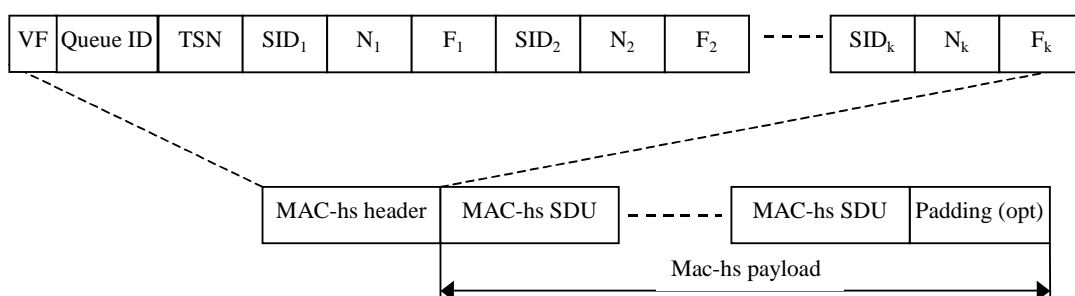 VF Queue ID TSN SID₁ N₁ F₁ SID₂ N₂ F₂ SIDₖ Nₖ Fₖ
MAC-hs header MAC-hs SDU MAC-hs SDU Padding (opt)
Mac-hs payload